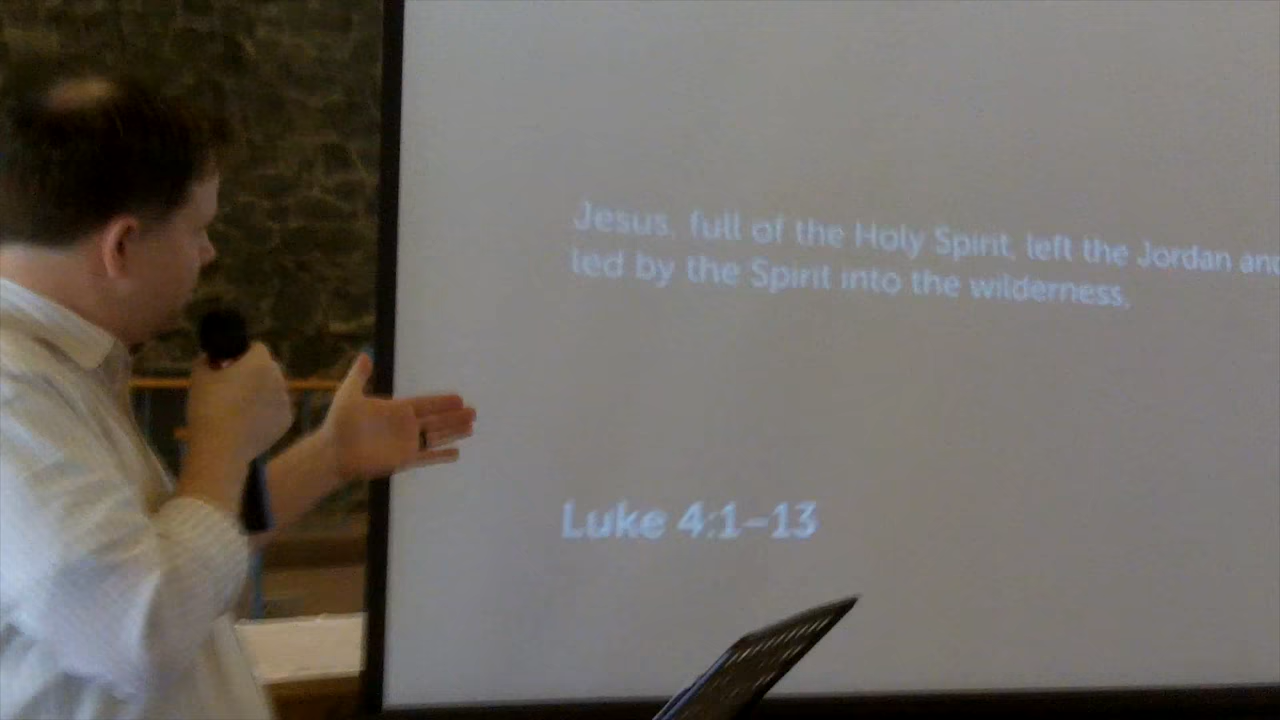 Jesus, full of the Holy Spirit, left the Jordan and
led by the Spirit into the wilderness,
Luke 4:1–13